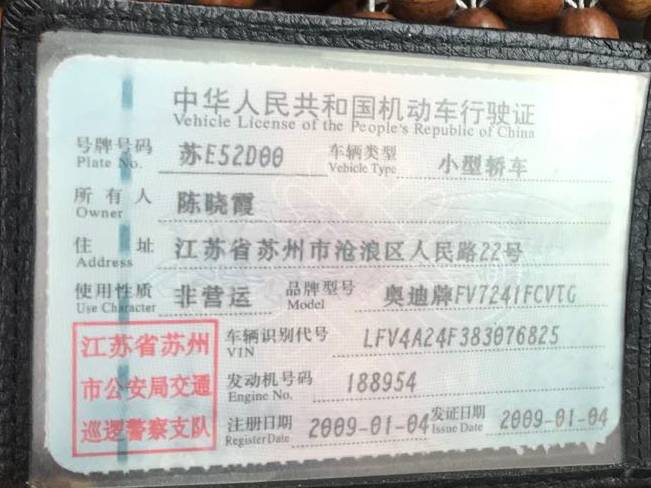 中华人民共和国机动车行驶证
Vehicle License of the People's Republic of China
号牌号码 苏E52D00 车辆类型 小型轿车
Plate No. Vehicle Type
所有人 陈晓霞
Owner
住址 江苏省苏州市沧浪区人民路22号
Address
使用性质 非营运 品牌型号 奥迪牌FV7241FCVTG
Use Character Model
江苏省苏州 车辆识别代号 LFV4A24F383076825
VIN
市公安局交通 发动机号码 188954
Engine No.
巡逻警察支队 注册日期 2009-01-04 发证日期 2009-01-04
Register Date Issue Date